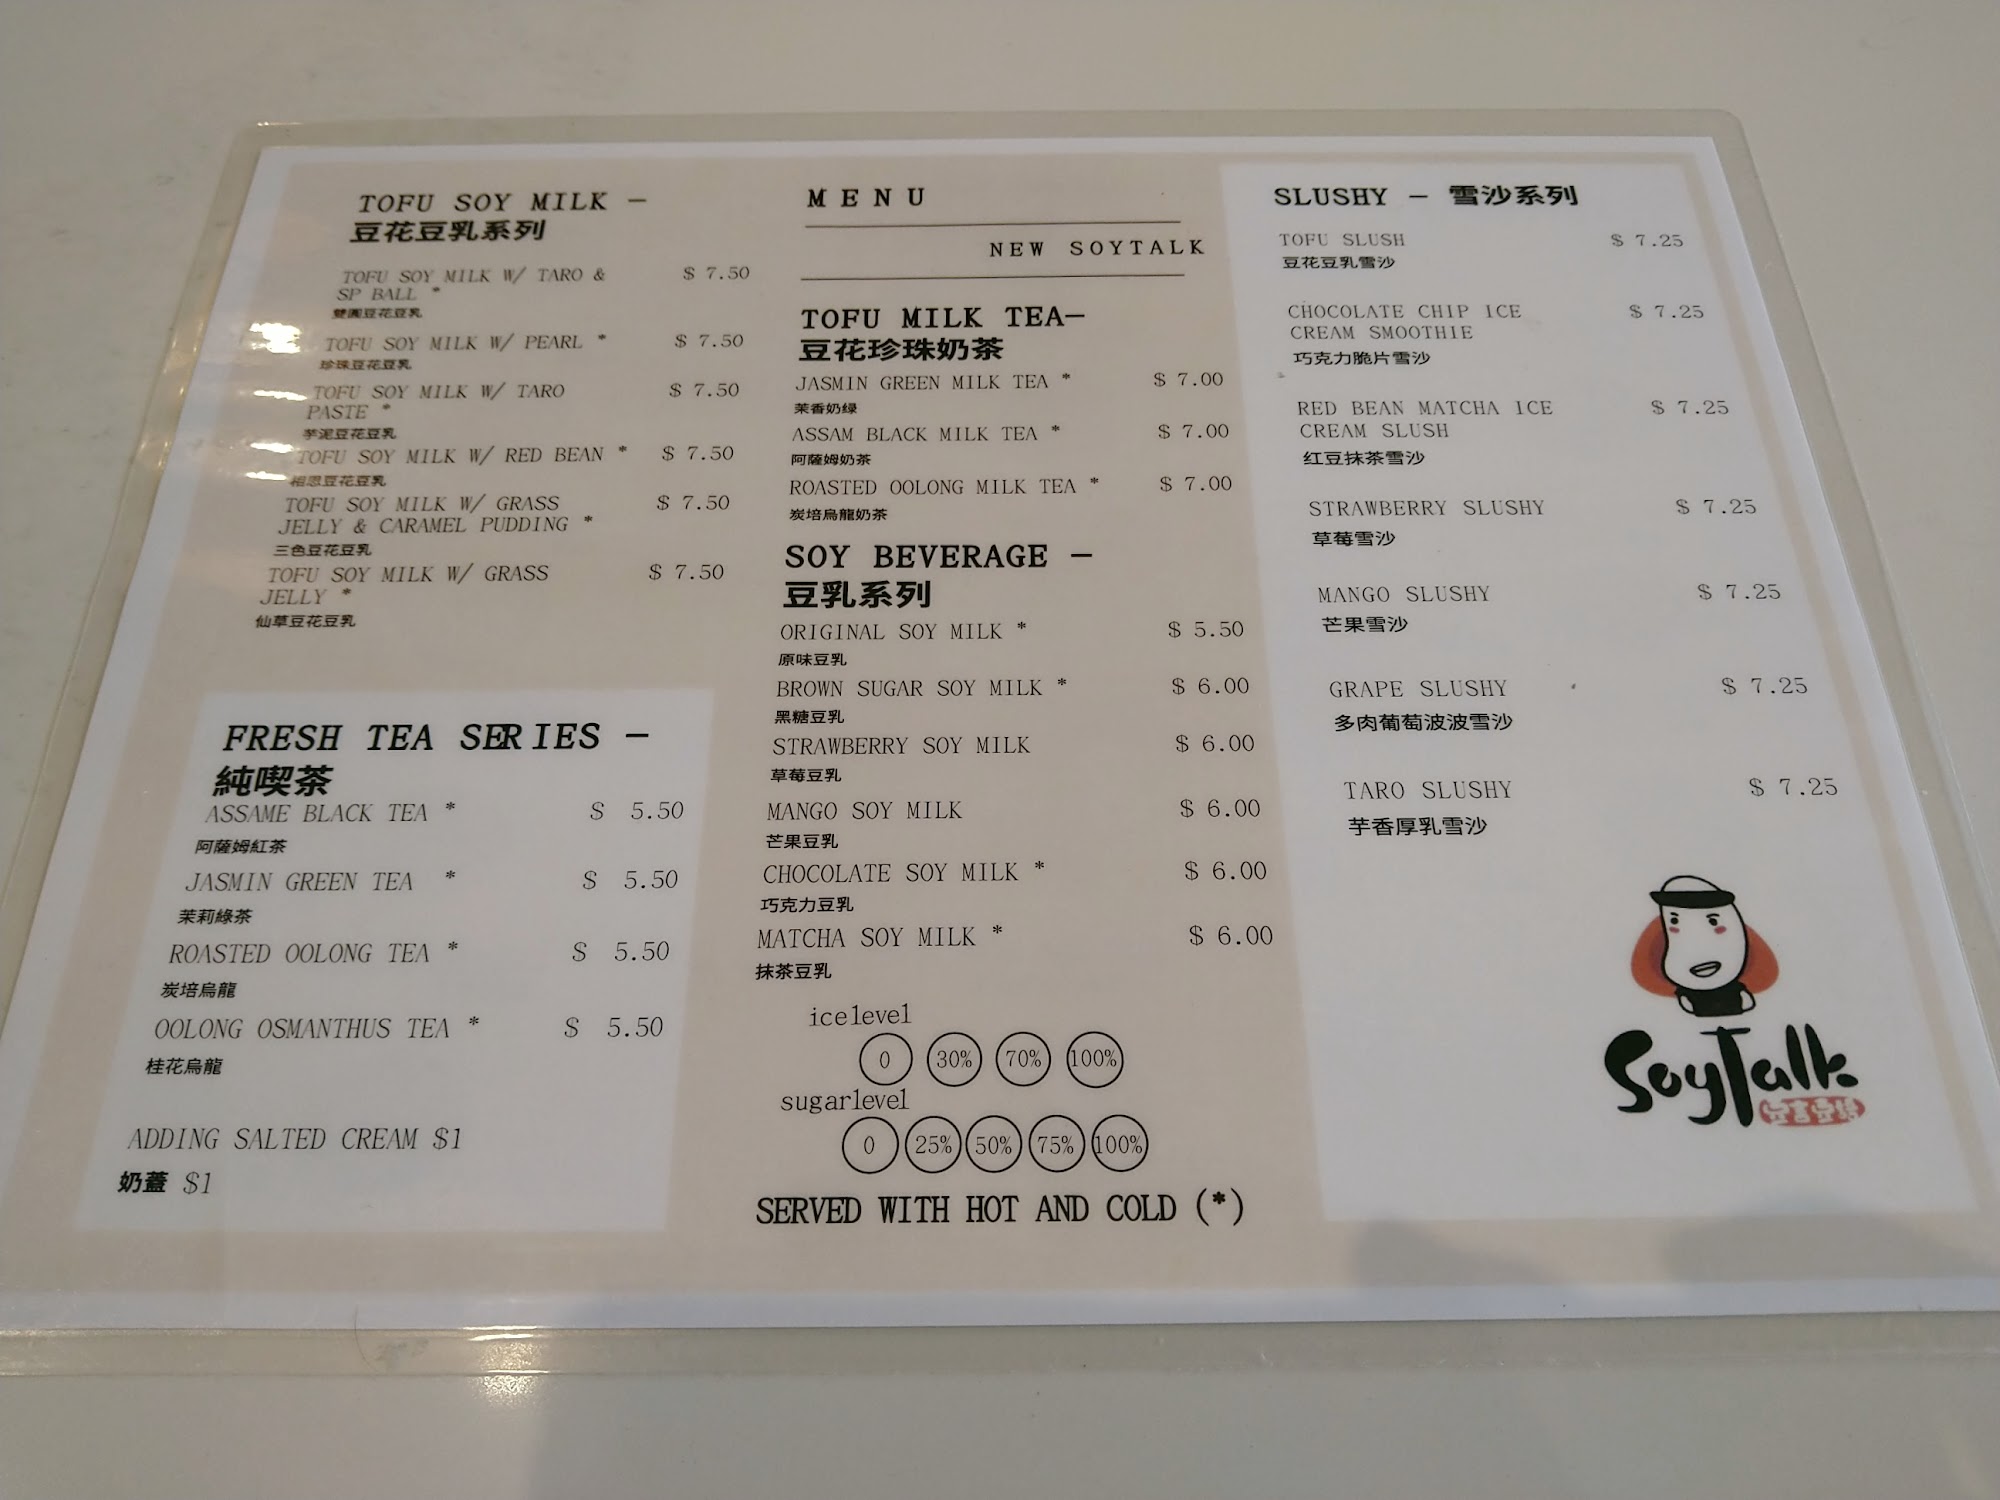 TOFU SOY MILK –
豆花豆乳系列
TOFU SOY MILK W/ TARO & $ 7.50
SP BALL *
雙圓豆花豆乳
TOFU SOY MILK W/ PEARL * $ 7.50
珍珠豆花豆乳
TOFU SOY MILK W/ TARO $ 7.50
PASTE *
芋泥豆花豆乳
TOFU SOY MILK W/ RED BEAN * $ 7.50
相思豆花豆乳
TOFU SOY MILK W/ GRASS $ 7.50
JELLY & CARAMEL PUDDING *
三色豆花豆乳
TOFU SOY MILK W/ GRASS $ 7.50
JELLY *
仙草豆花豆乳
FRESH TEA SERIES –
純喫茶
ASSAME BLACK TEA * $ 5.50
阿薩姆紅茶
JASMIN GREEN TEA * $ 5.50
茉莉綠茶
ROASTED OOLONG TEA * $ 5.50
炭培烏龍
OOLONG OSMANTHUS TEA * $ 5.50
桂花烏龍
ADDING SALTED CREAM $1
奶蓋 $1
MENU
NEW SOYTALK
TOFU MILK TEA–
豆花珍珠奶茶
JASMIN GREEN MILK TEA * $ 7.00
茉香奶绿
ASSAM BLACK MILK TEA * $ 7.00
阿薩姆奶茶
ROASTED OOLONG MILK TEA * $ 7.00
炭培烏龍奶茶
SOY BEVERAGE –
豆乳系列
ORIGINAL SOY MILK * $ 5.50
原味豆乳
BROWN SUGAR SOY MILK * $ 6.00
黑糖豆乳
STRAWBERRY SOY MILK $ 6.00
草莓豆乳
MANGO SOY MILK $ 6.00
芒果豆乳
CHOCOLATE SOY MILK * $ 6.00
巧克力豆乳
MATCHA SOY MILK * $ 6.00
抹茶豆乳
icelevel
0 30% 70% 100%
sugarlevel
0 25% 50% 75% 100%
SERVED WITH HOT AND COLD (*)
SLUSHY – 雪沙系列
TOFU SLUSH $ 7.25
豆花豆乳雪沙
CHOCOLATE CHIP ICE $ 7.25
CREAM SMOOTHIE
巧克力脆片雪沙
RED BEAN MATCHA ICE $ 7.25
CREAM SLUSH
红豆抹茶雪沙
STRAWBERRY SLUSHY $ 7.25
草莓雪沙
MANGO SLUSHY $ 7.25
芒果雪沙
GRAPE SLUSHY $ 7.25
多肉葡萄波波雪沙
TARO SLUSHY $ 7.25
芋香厚乳雪沙
SoyTalk